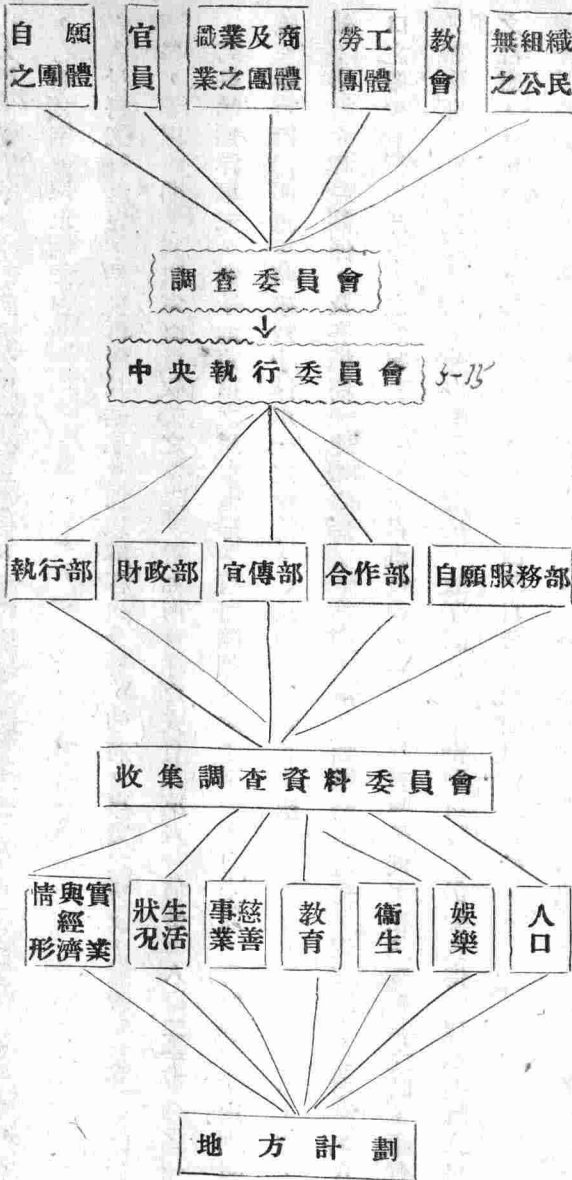 自願
之團體
官員
職業及商
業之團體
勞工
團體
教會
無組織
之公民
調查委員會
中央執行委員會
執行部
財政部
宣傳部
合作部
自願服務部
收集調查資料委員會
實業
與經濟
情形
生活
狀况
慈善
事業
教育
衛生
娛樂
人口
地方計劃